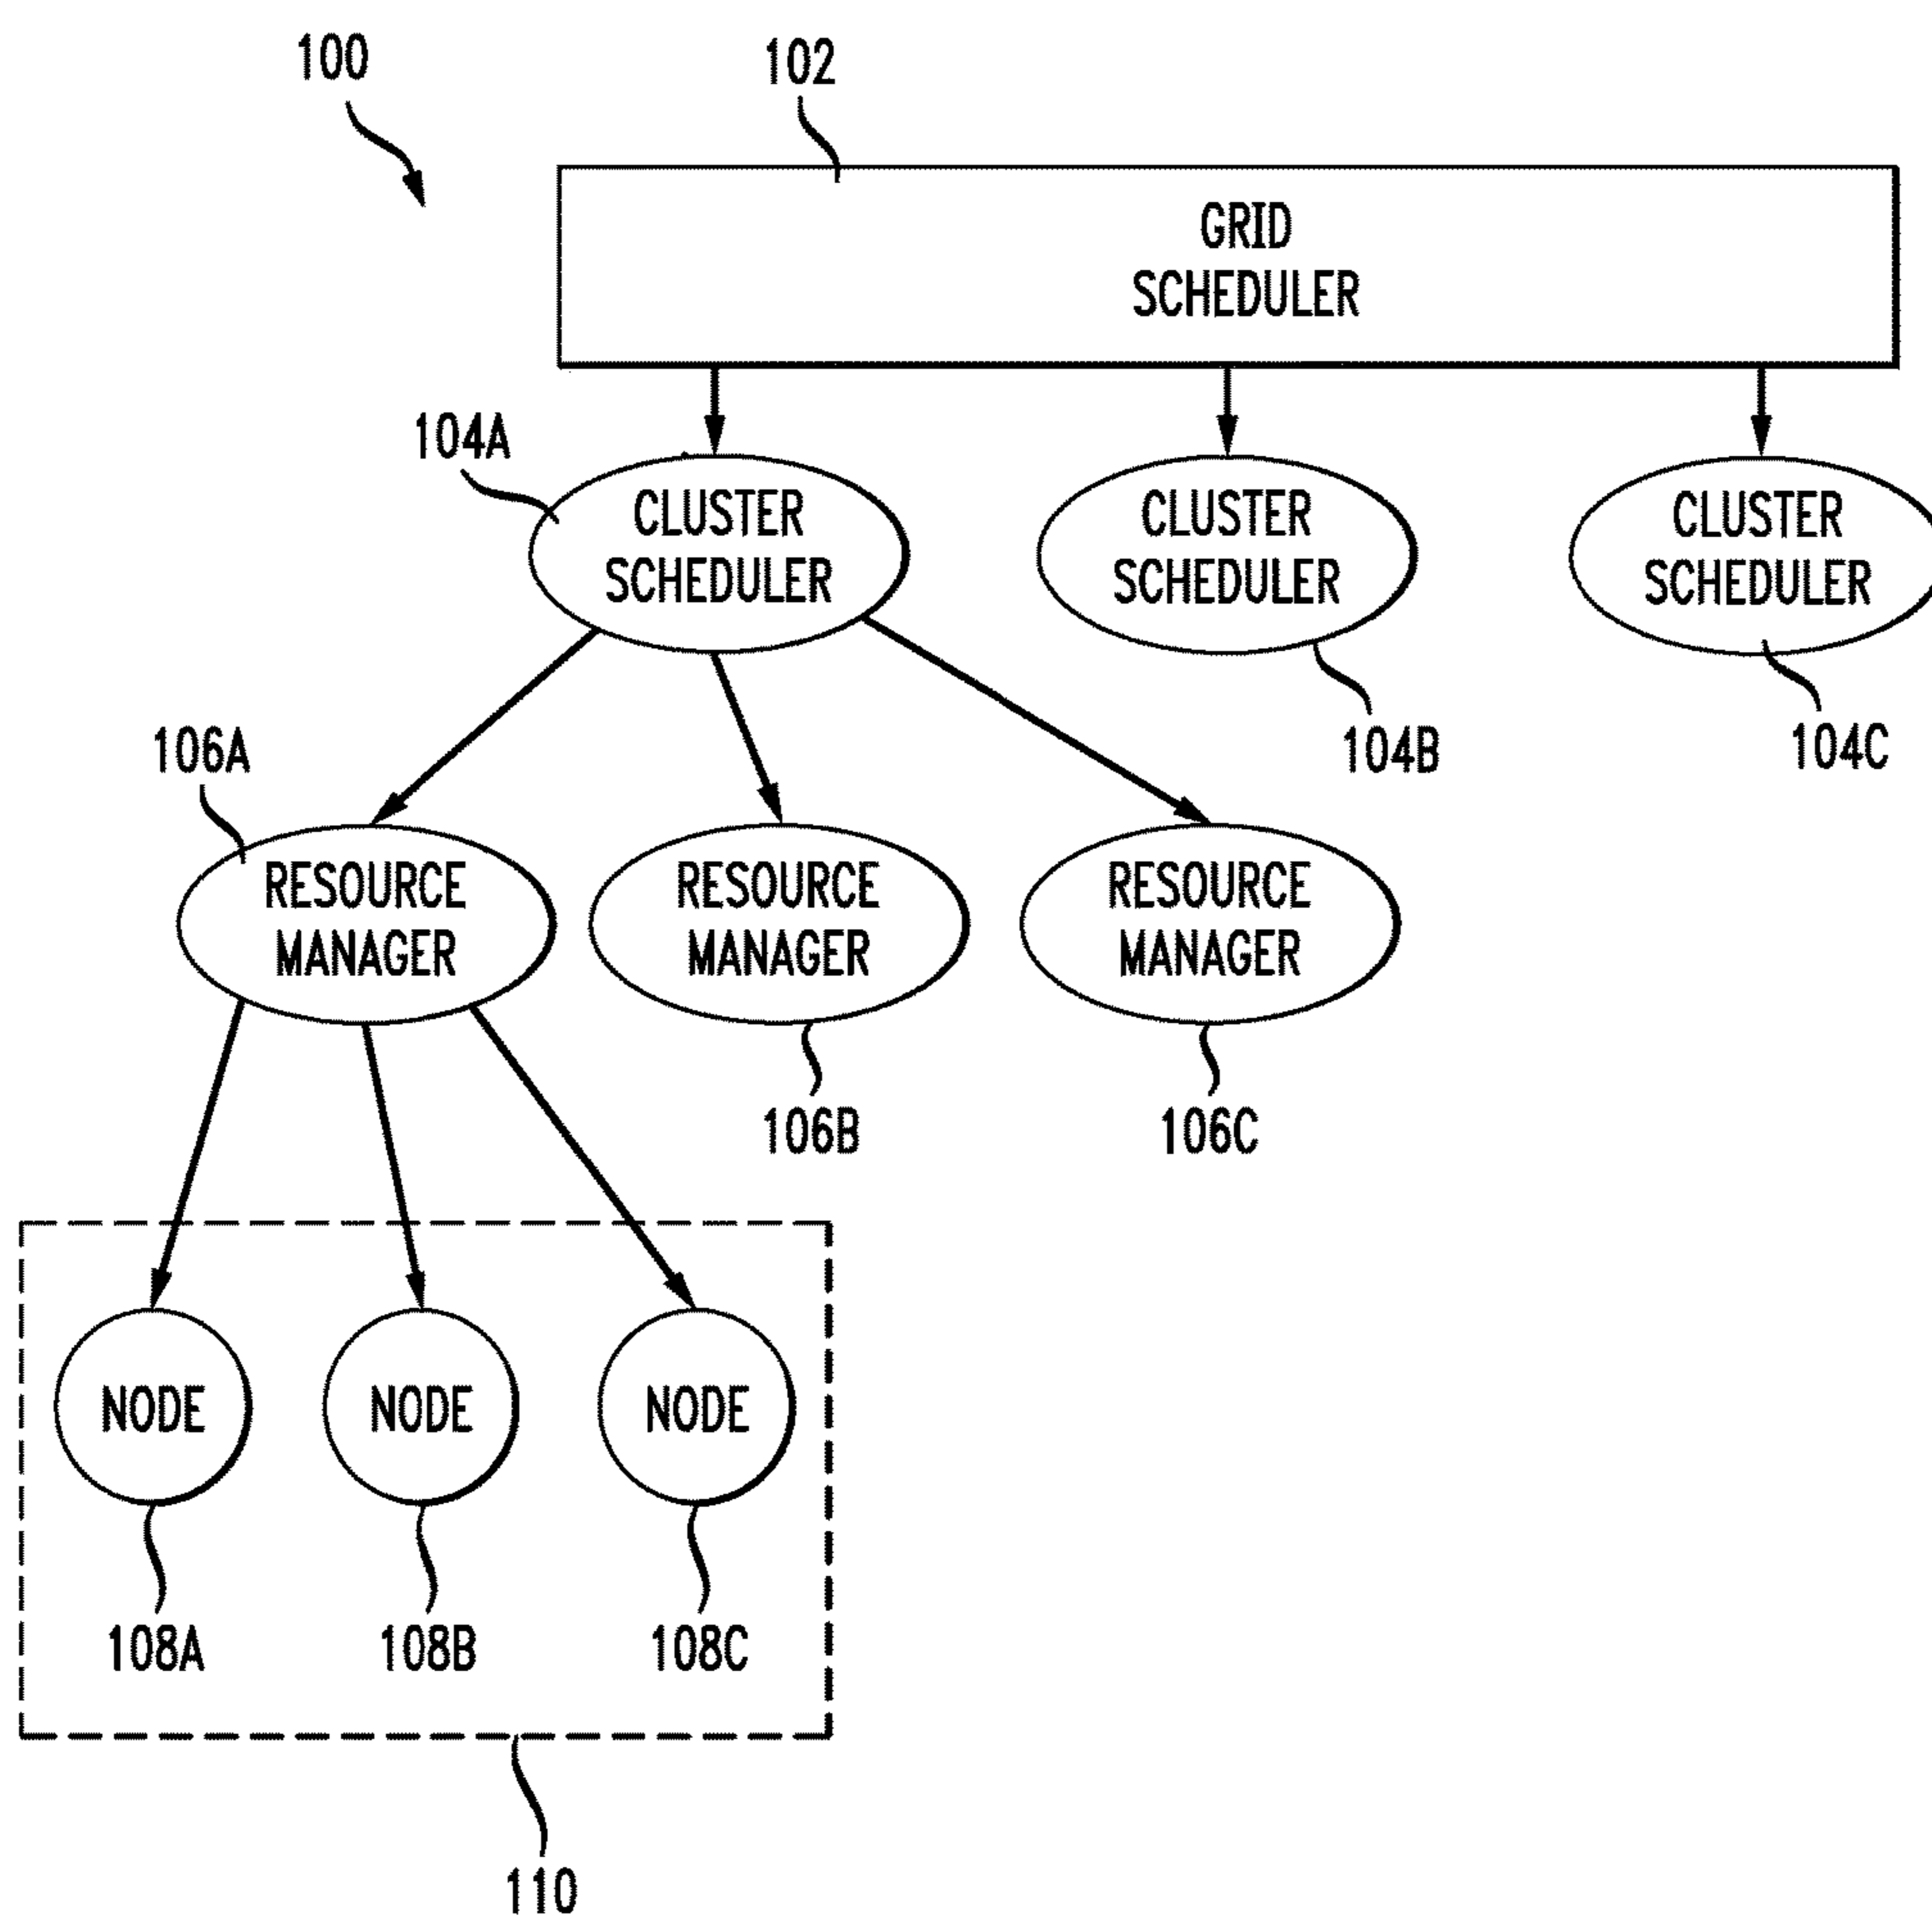 100
102
GRID
SCHEDULER
104A
CLUSTER
SCHEDULER
CLUSTER
SCHEDULER
CLUSTER
SCHEDULER
104B
104C
106A
RESOURCE
MANAGER
RESOURCE
MANAGER
RESOURCE
MANAGER
106B
106C
NODE
NODE
NODE
108A
108B
108C
110